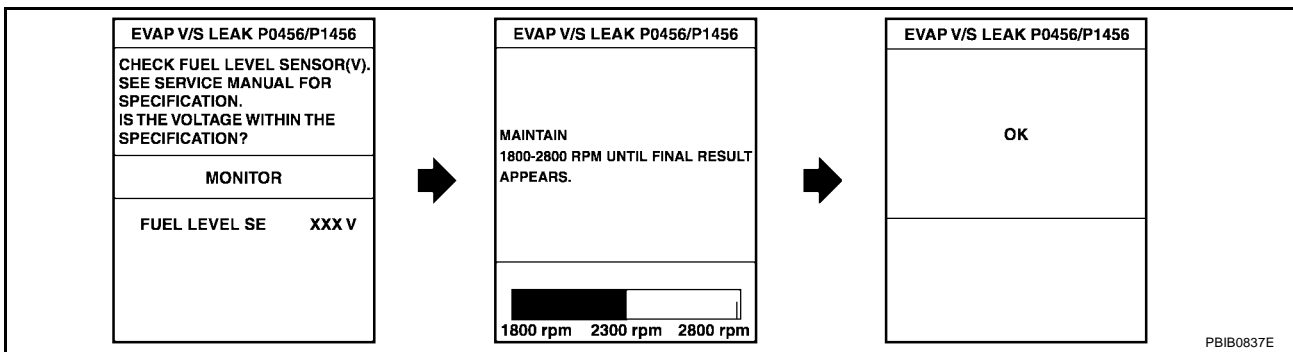 EVAP V/S LEAK P0456/P1456
CHECK FUEL LEVEL SENSOR(V).
SEE SERVICE MANUAL FOR
SPECIFICATION.
IS THE VOLTAGE WITHIN THE
SPECIFICATION?
MONITOR
FUEL LEVEL SE XXX V
EVAP V/S LEAK P0456/P1456
MAINTAIN
1800-2800 RPM UNTIL FINAL RESULT
APPEARS.
1800 rpm 2300 rpm 2800 rpm
EVAP V/S LEAK P0456/P1456
OK
PBIB0837E